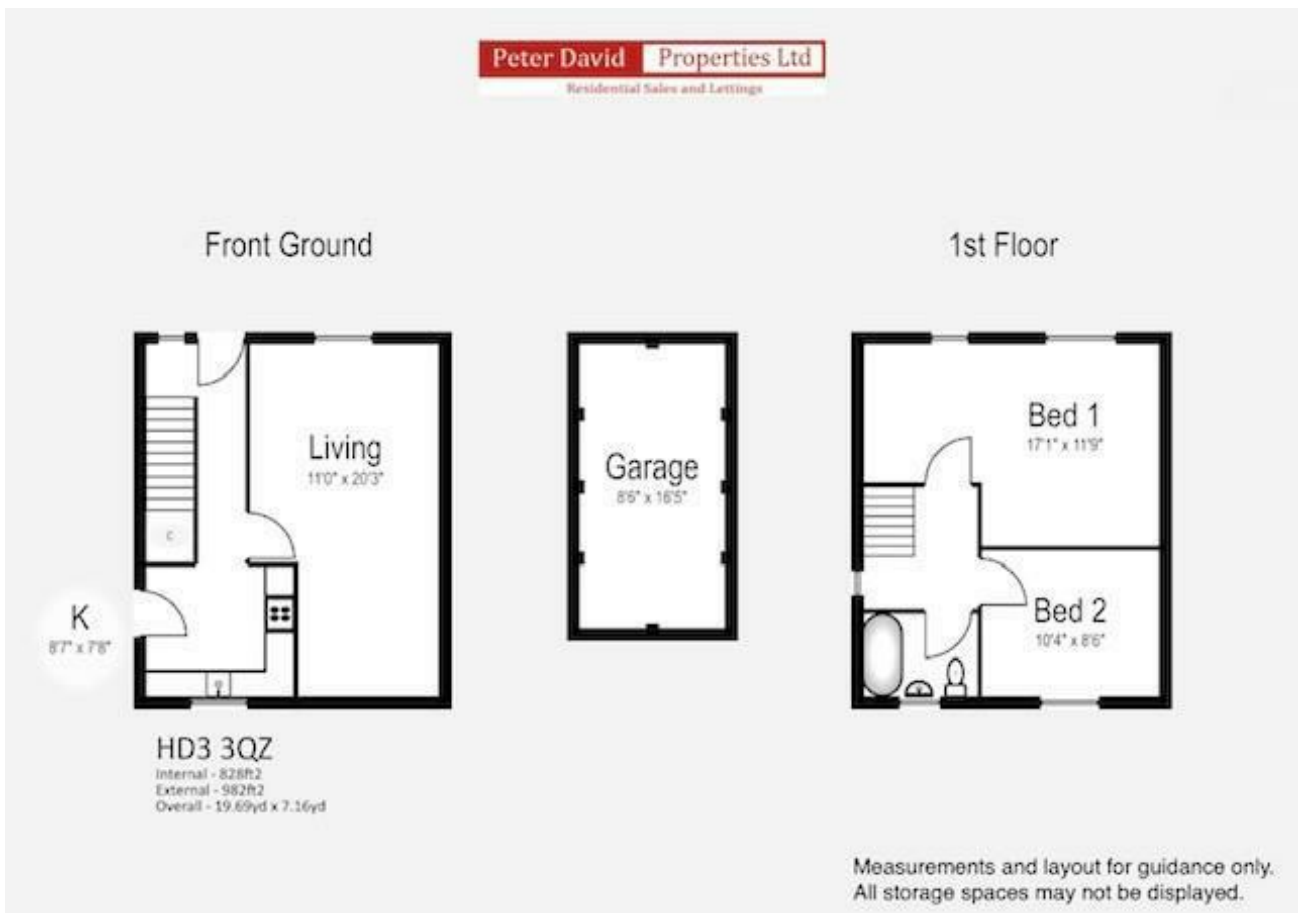 Peter David Properties Ltd
Residential Sales and Lettings
Front Ground
1st Floor
Living
11'0" x 20'3"
C
K
8'7" x 7'8"
Garage
8'6" x 16'5"
Bed 1
17'1" x 11'9"
Bed 2
10'4" x 8'6"
HD3 3QZ
Internal - 828ft2
External - 982ft2
Overall - 19.69yd x 7.16yd
Measurements and layout for guidance only.
All storage spaces may not be displayed.